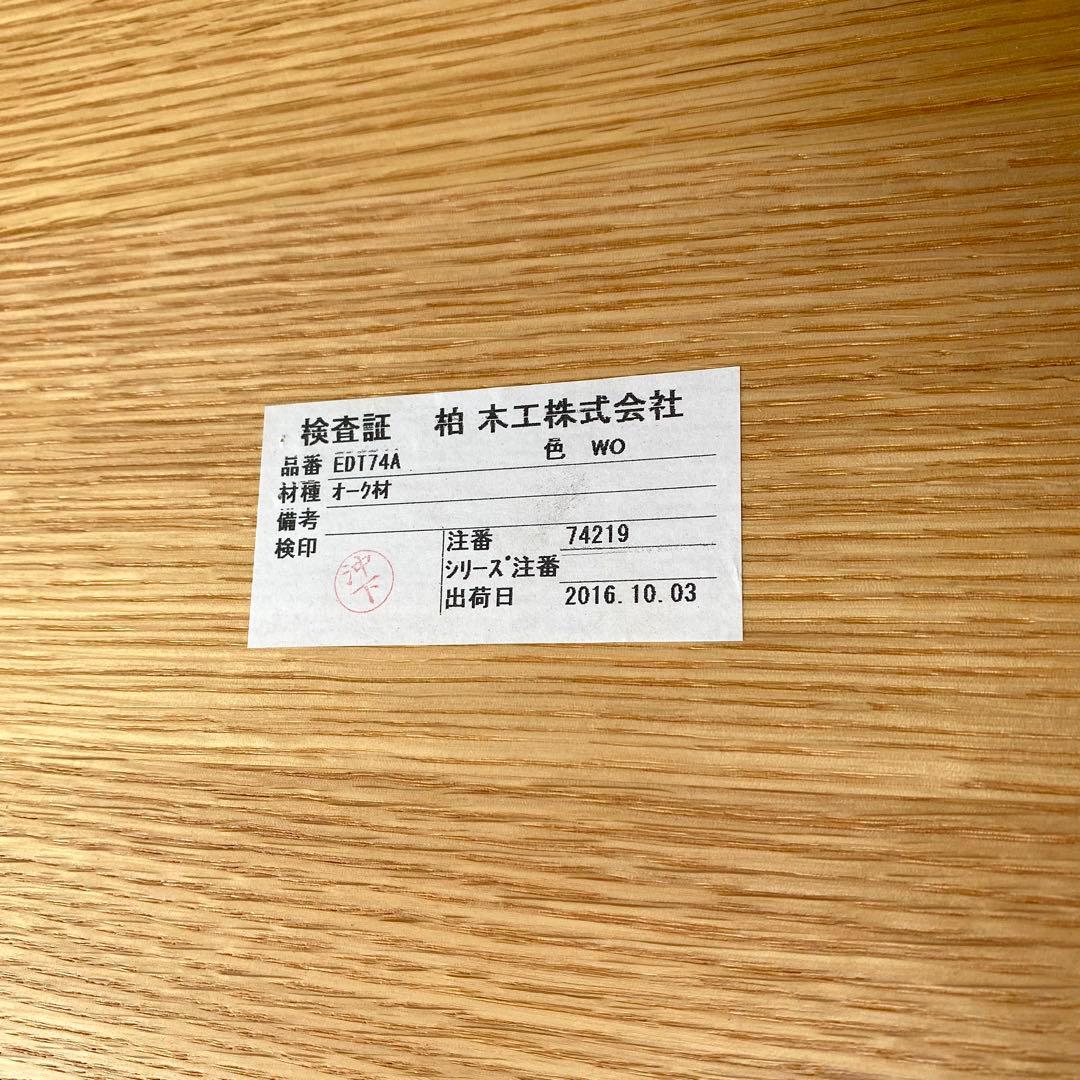 検査証 柏木工株式会社
品番 EDT74A 色 WO
材種 オーク材
備考
検印
沖下
注番 74219
シリーズ注番
出荷日 2016.10.03